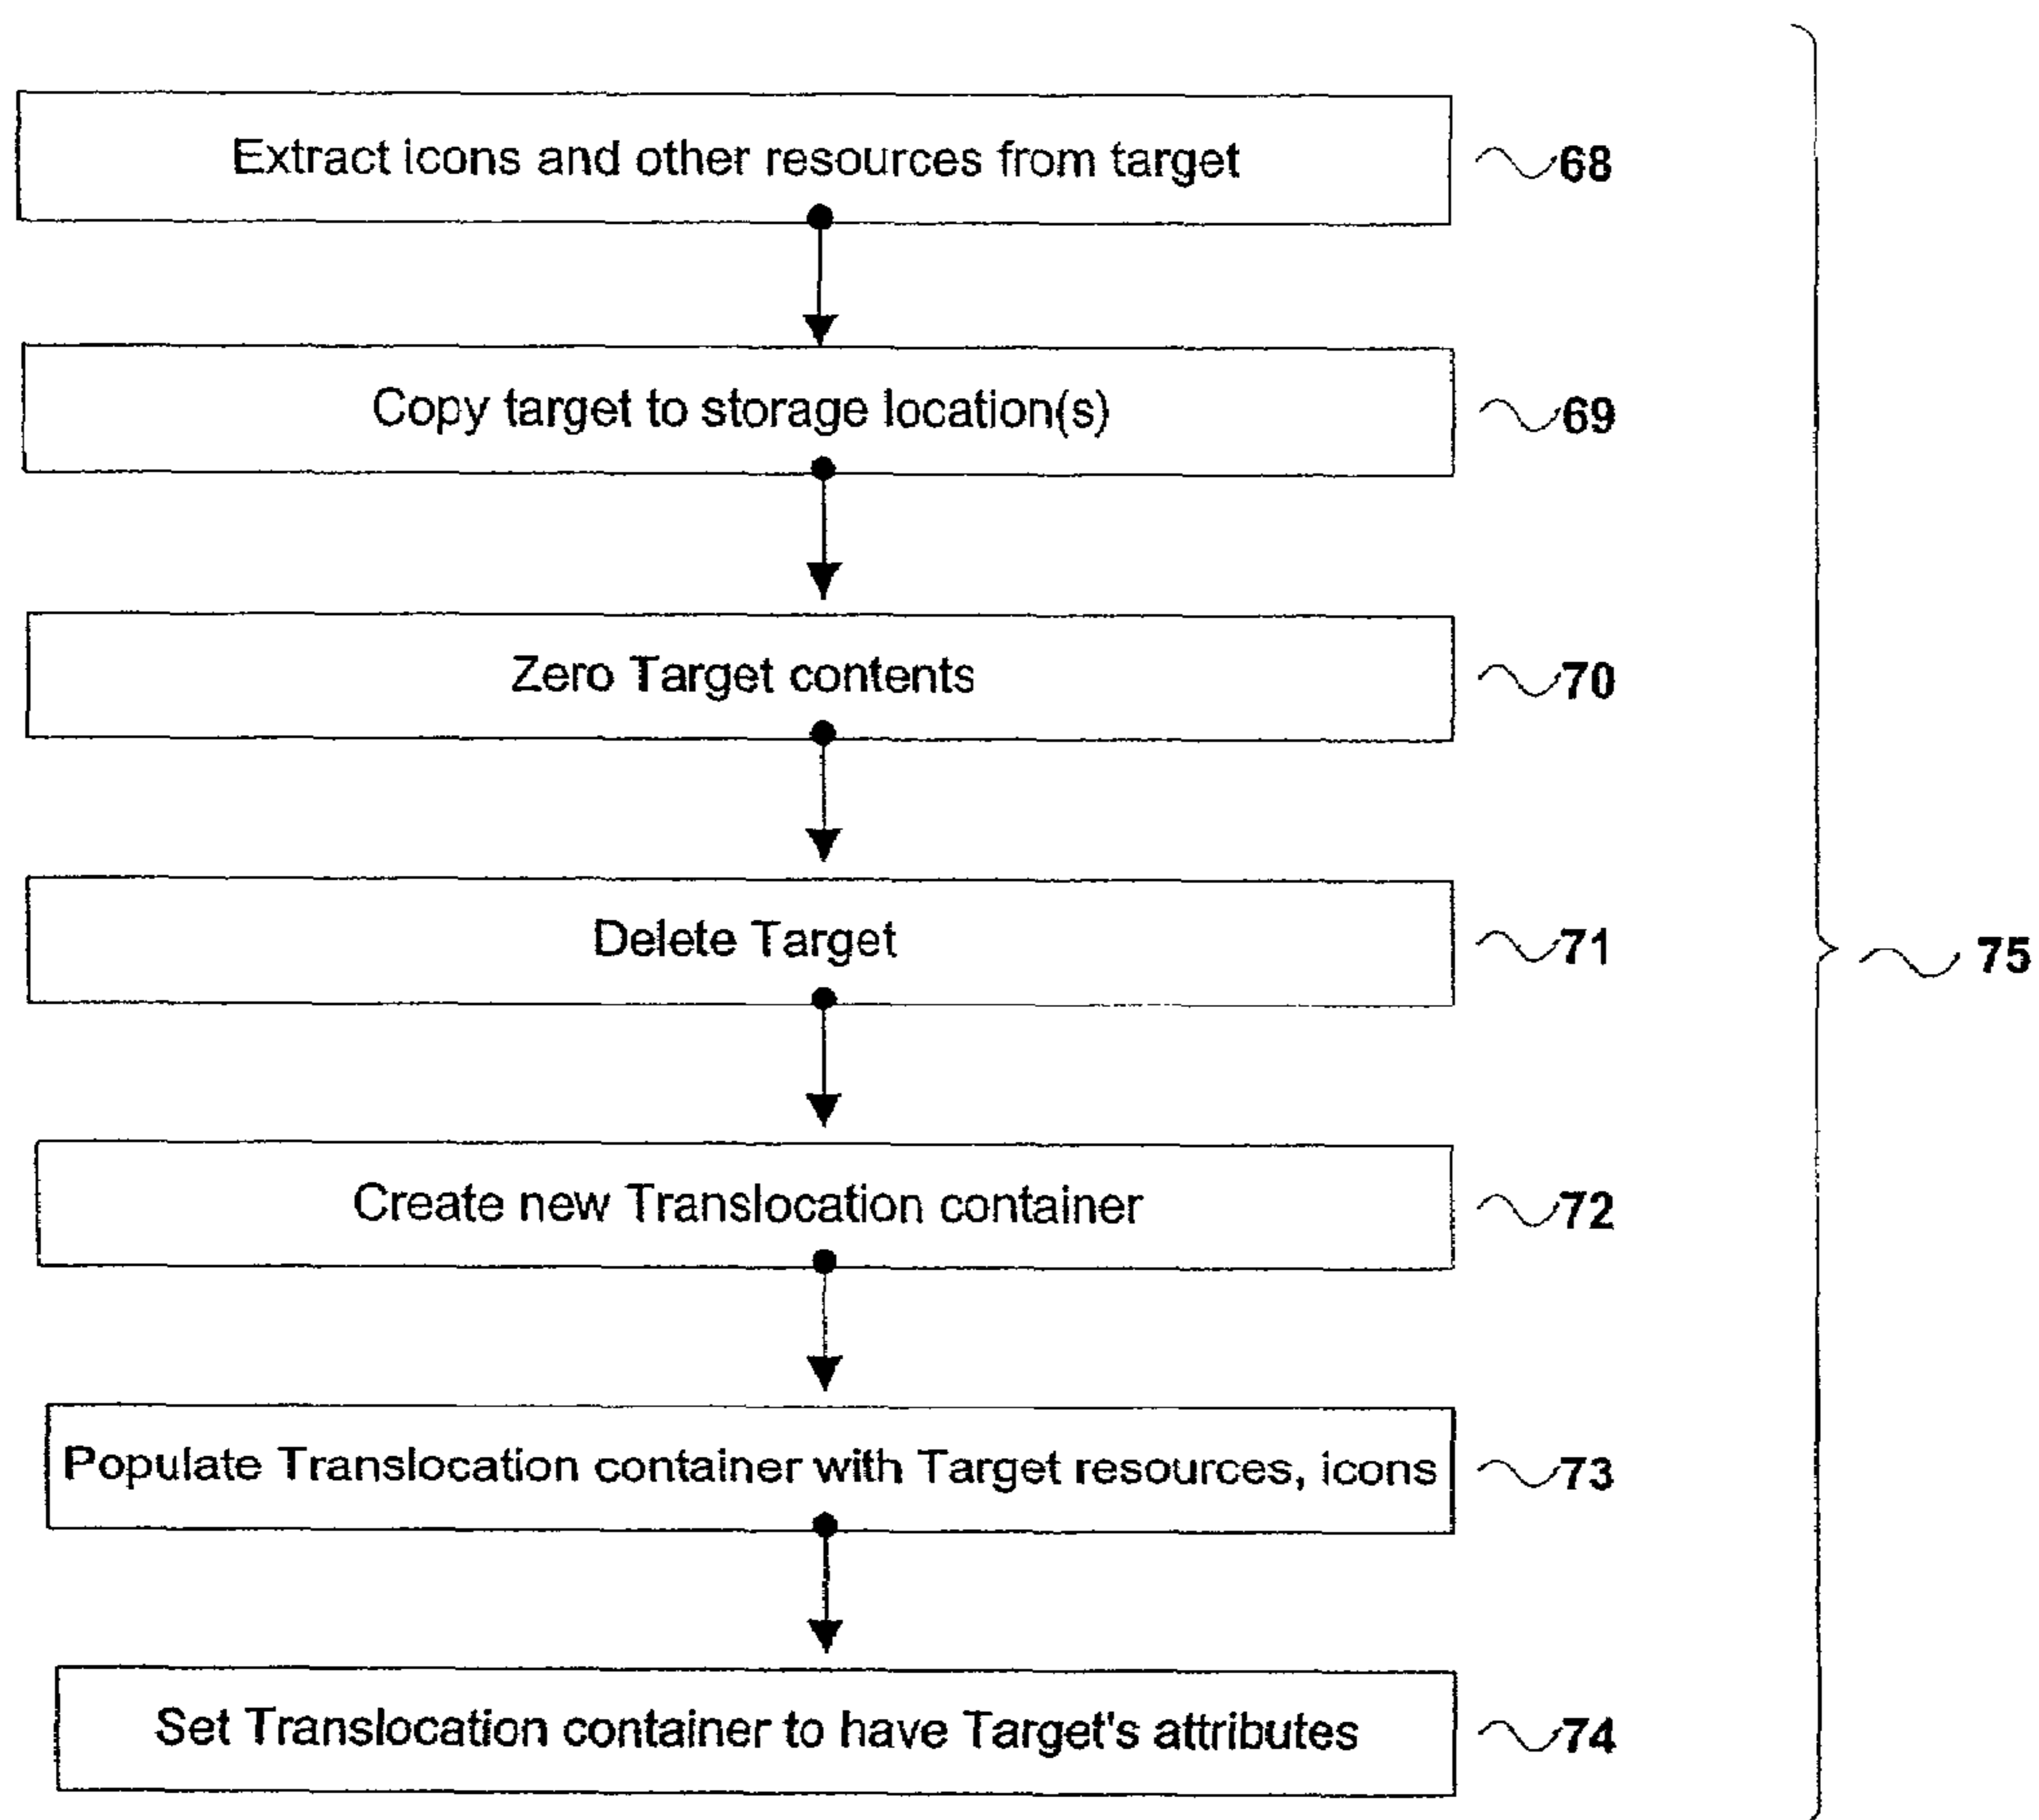 Extract icons and other resources from target 68
Copy target to storage location(s) 69
Zero Target contents 70
Delete Target 71
75
Create new Translocation container 72
Populate Translocation container with Target resources, icons 73
Set Translocation container to have Target's attributes 74